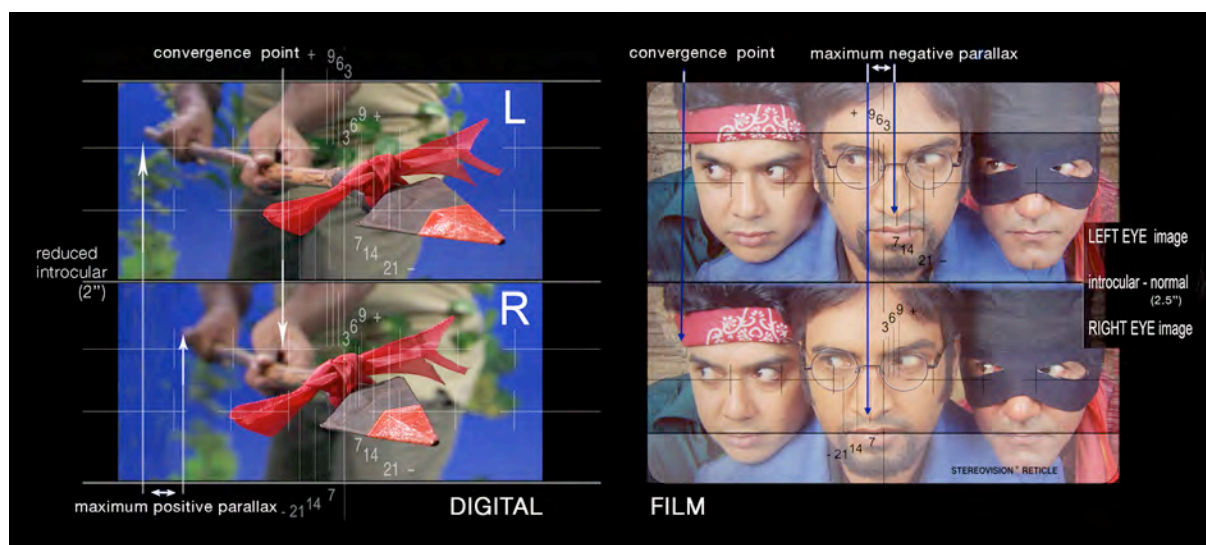 convergence point
+ 9 6 3
L
3 6 9 +
7 14 21 -
reduced
introcular
(2")
R
3 6 9 +
7 14 21 -
maximum positive parallax
- 21 14 7
DIGITAL
convergence point
maximum negative parallax
+ 9 6 3
7 14 21 -
LEFT EYE image
introcular - normal
(2.5")
RIGHT EYE image
3 6 9 +
- 21 14 7
STEREOVISION ® RETICLE
FILM